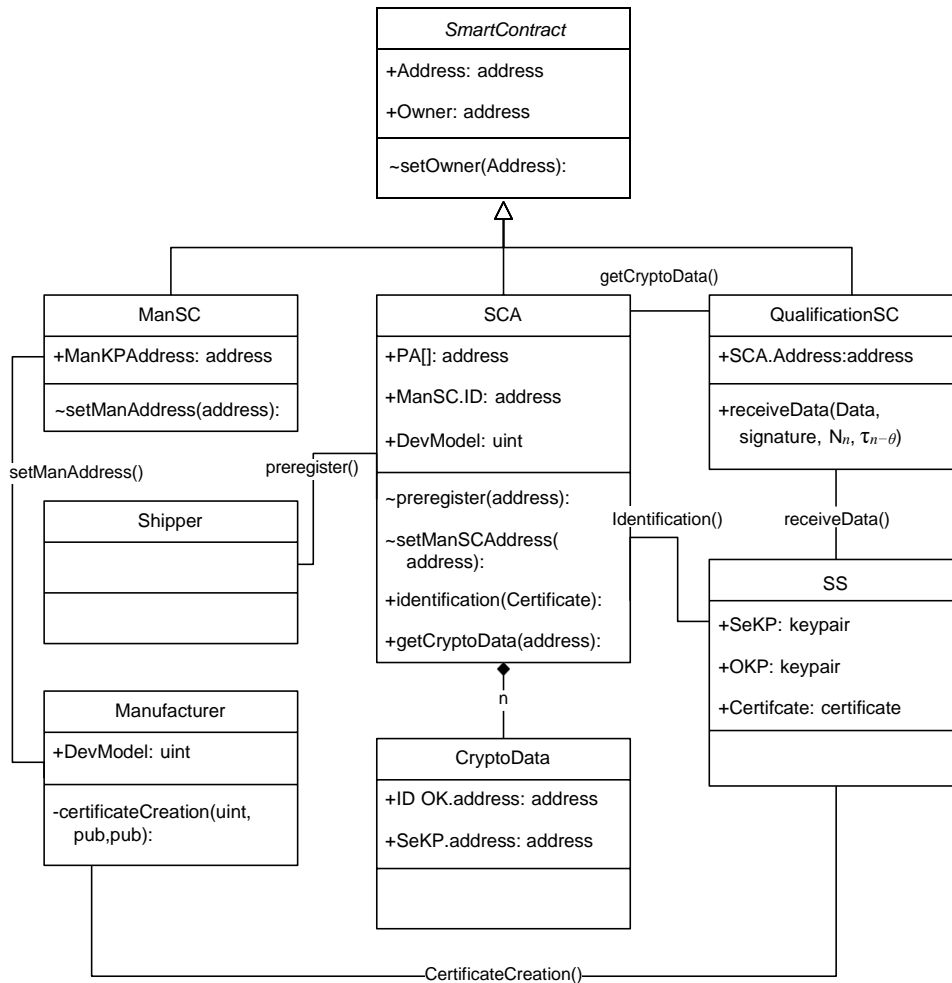 SmartContract
+Address: address
+Owner: address
~setOwner(Address):
getCryptoData()
ManSC
+ManKPAddress: address
~setManAddress(address):
SCA
+PA[]: address
+ManSC.ID: address
+DevModel: uint
~preregister(address):
~setManSCAddress(
address):
+identification(Certificate):
+getCryptoData(address):
QualificationSC
+SCA.Address:address
+receiveData(Data,
signature, Nn, τn−θ)
setManAddress()
preregister()
Identification()
receiveData()
Shipper
SS
+SeKP: keypair
+OKP: keypair
+Certifcate: certificate
n
Manufacturer
+DevModel: uint
-certificateCreation(uint,
pub,pub):
CryptoData
+ID OK.address: address
+SeKP.address: address
CertificateCreation()